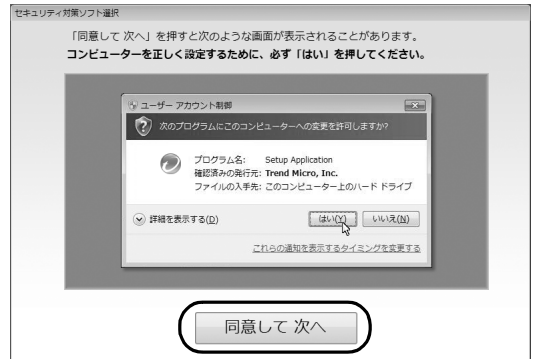 セキュリティ対策ソフト選択
「同意して 次へ」を押すと次のような画面が表示されることがあります。
コンピューターを正しく設定するために、必ず「はい」を押してください。
ユーザー アカウント制御
次のプログラムにこのコンピューターへの変更を許可しますか?
プログラム名: Setup Application
確認済みの発行元: Trend Micro, Inc.
ファイルの入手先: このコンピューター上のハード ドライブ
詳細を表示する(D)
はい(Y)
いいえ(N)
これらの通知を表示するタイミングを変更する
同意して 次へ